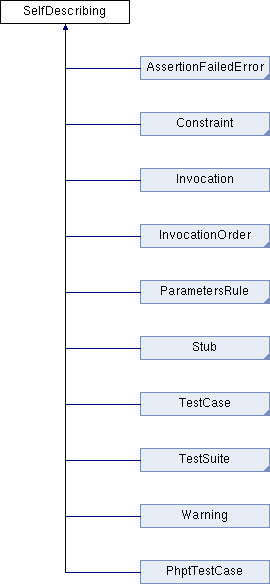 SelfDescribing
AssertionFailedError
Constraint
Invocation
InvocationOrder
ParametersRule
Stub
TestCase
TestSuite
Warning
PhptTestCase